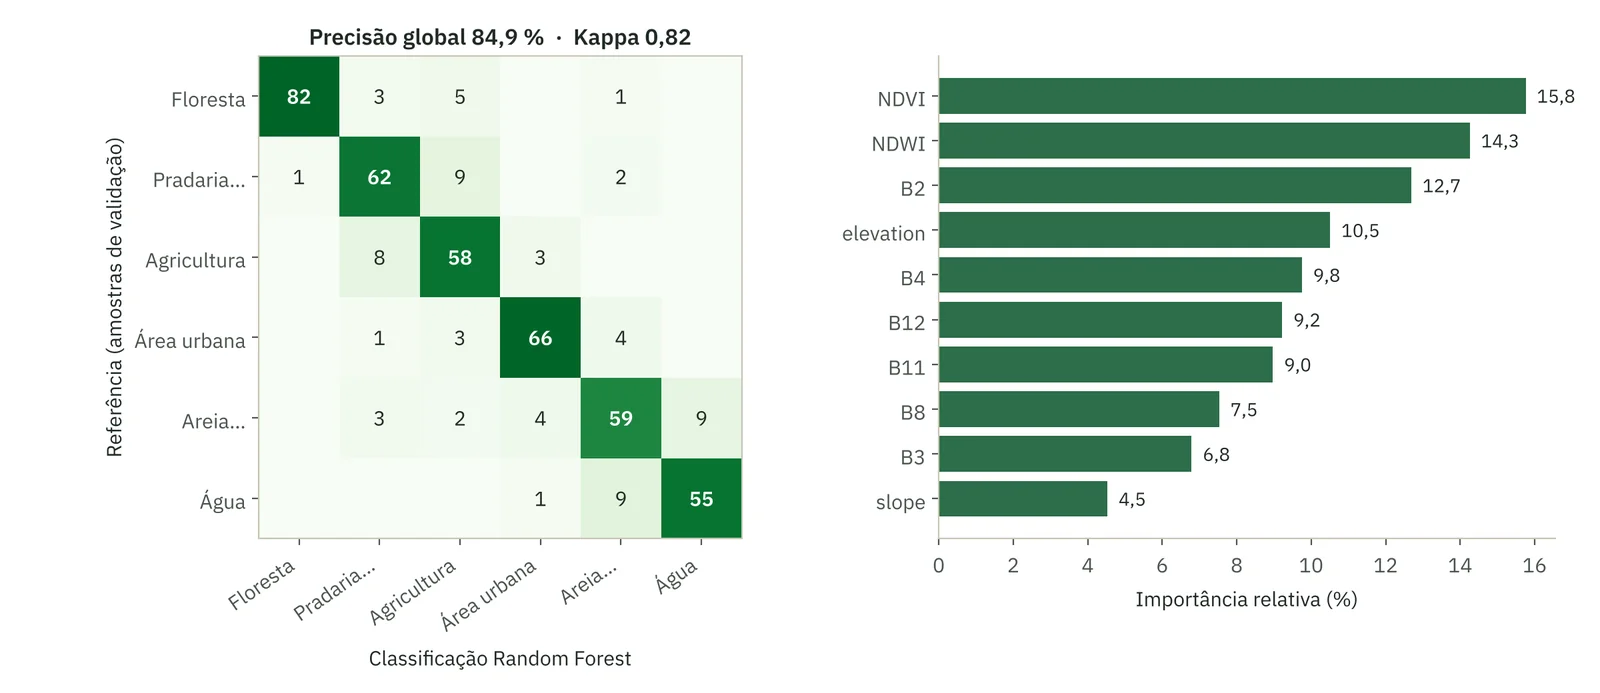 Precisão global 84,9 % · Kappa 0,82
Referência (amostras de validação)
Floresta 82 3 5 1
Pradaria... 1 62 9 2
Agricultura 8 58 3
Área urbana 1 3 66 4
Areia... 3 2 4 59 9
Água 1 9 55
Floresta Pradaria... Agricultura Área urbana Areia... Água
Classificação Random Forest
NDVI 15,8
NDWI 14,3
B2 12,7
elevation 10,5
B4 9,8
B12 9,2
B11 9,0
B8 7,5
B3 6,8
slope 4,5
0 2 4 6 8 10 12 14 16
Importância relativa (%)